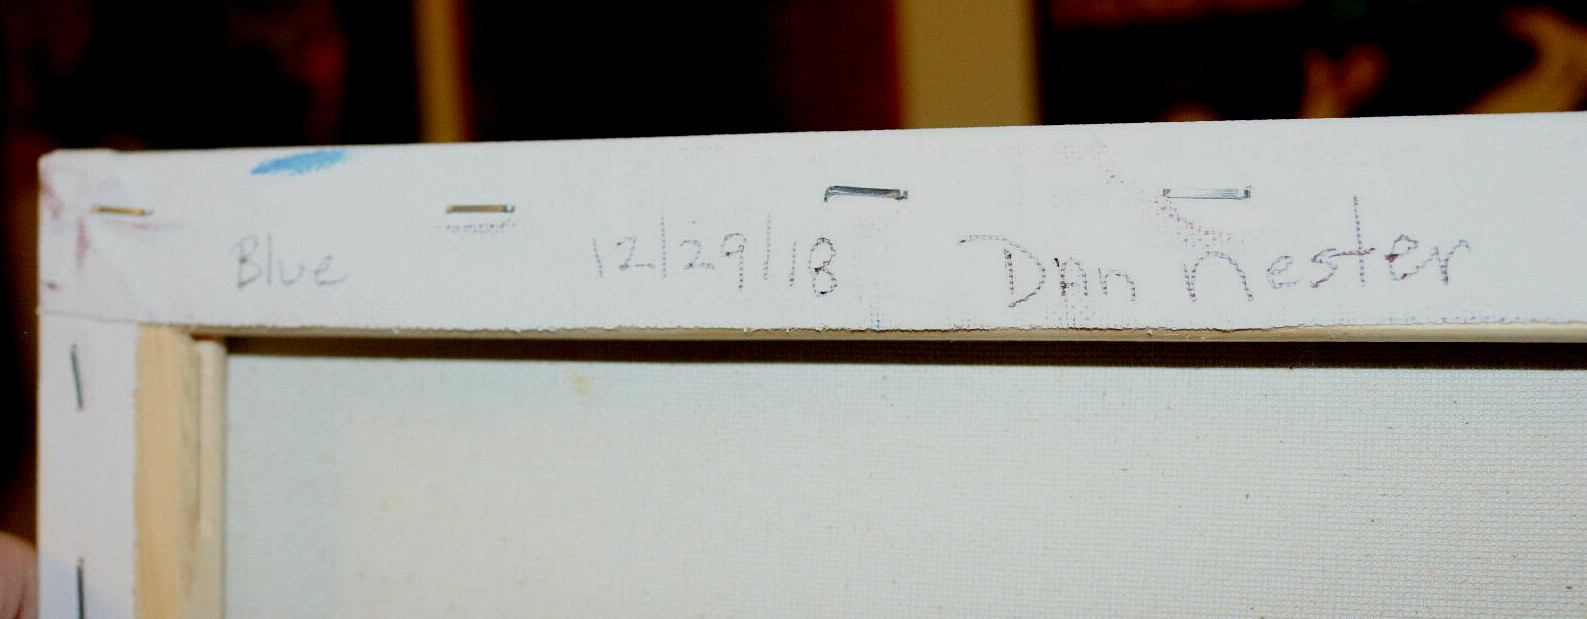 Blue 12/29/18 DAn nester